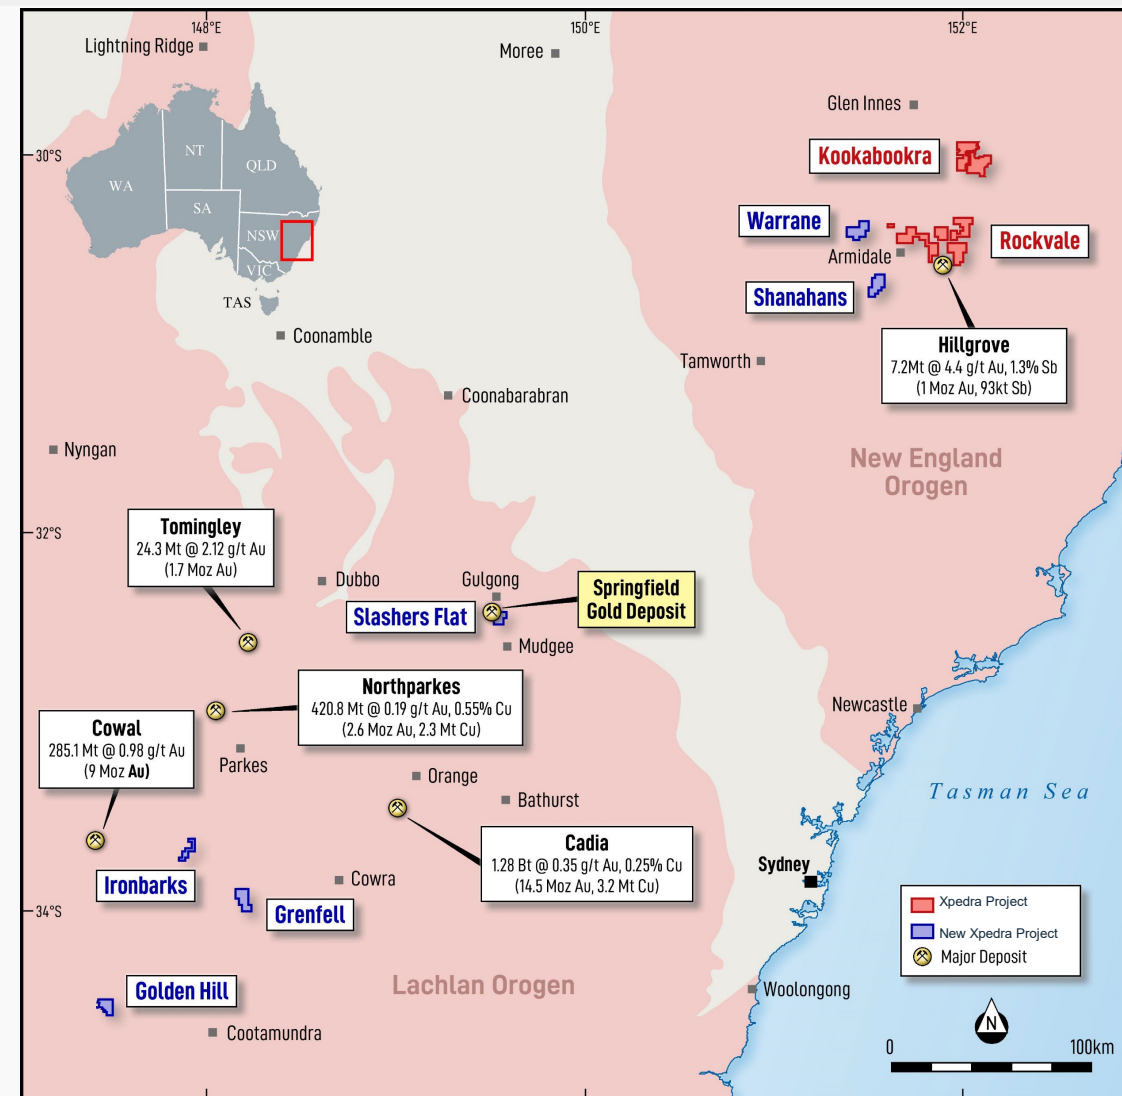 148°E
150°E
152°E
Lightning Ridge
Moree
Glen Innes
30°S
Kookabookra
NT
QLD
WA
SA
NSW
VIC
TAS
Warrane
Rockvale
Armidale
Shanahans
Coonamble
Hillgrove
7.2Mt @ 4.4 g/t Au, 1.3% Sb
(1 Moz Au, 93kt Sb)
Tamworth
Coonabarabran
Nyngan
New England
Orogen
32°S
Tomingley
24.3 Mt @ 2.12 g/t Au
(1.7 Moz Au)
Dubbo
Gulgong
Springfield
Gold Deposit
Slashers Flat
Mudgee
Northparkes
420.8 Mt @ 0.19 g/t Au, 0.55% Cu
(2.6 Moz Au, 2.3 Mt Cu)
Newcastle
Cowal
285.1 Mt @ 0.98 g/t Au
(9 Moz Au)
Parkes
Orange
Bathurst
Tasman Sea
Cadia
1.28 Bt @ 0.35 g/t Au, 0.25% Cu
(14.5 Moz Au, 3.2 Mt Cu)
Sydney
Ironbarks
Cowra
Grenfell
34°S
Xpedra Project
New Xpedra Project
Major Deposit
Golden Hill
Lachlan Orogen
Woolongong
Cootamundra
N
0
100km